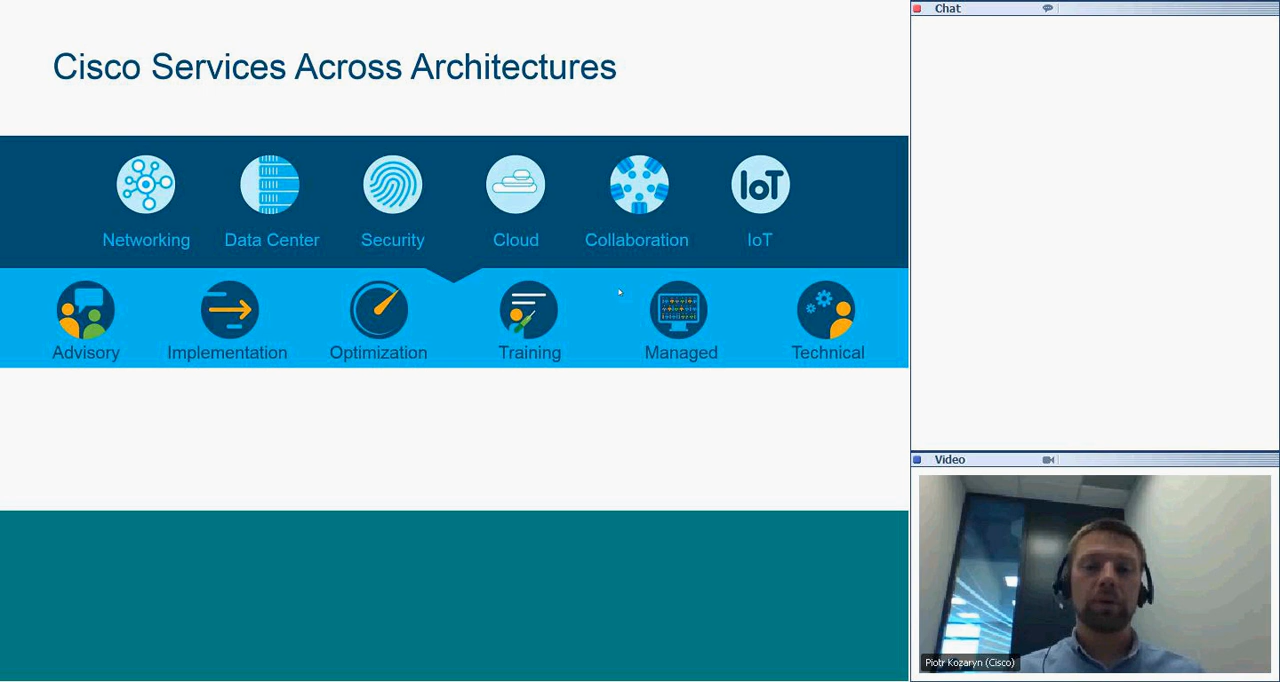 Cisco Services Across Architectures
IoT
Networking Data Center Security Cloud Collaboration IoT
Advisory Implementation Optimization Training Managed Technical
Chat
Video
Piotr Kozaryn (Cisco)